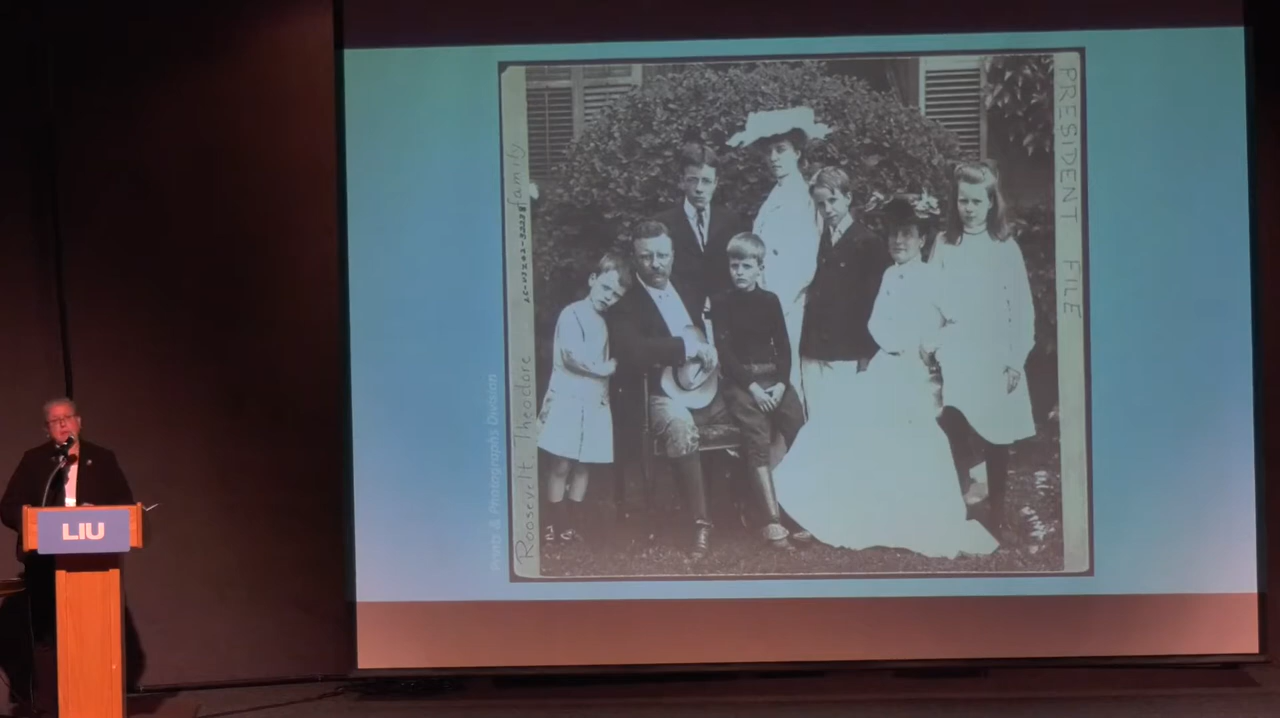 LIU
Prints & Photographs Division
Roosevelt, Theodore
family
PRESIDENT FILE